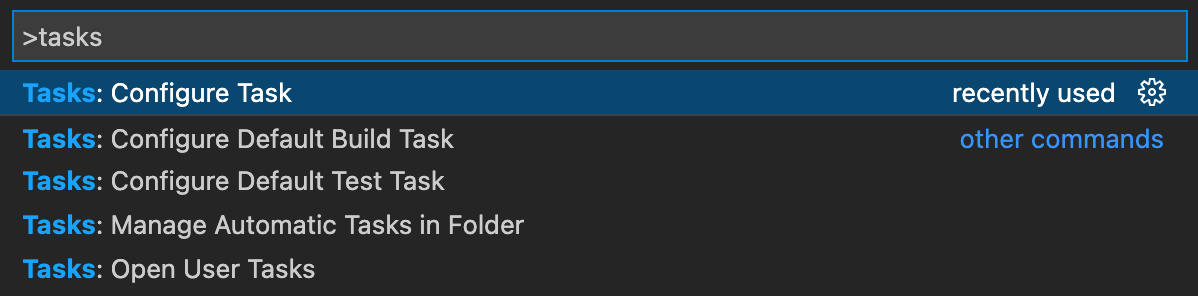 >tasks
Tasks: Configure Task recently used
Tasks: Configure Default Build Task other commands
Tasks: Configure Default Test Task
Tasks: Manage Automatic Tasks in Folder
Tasks: Open User Tasks